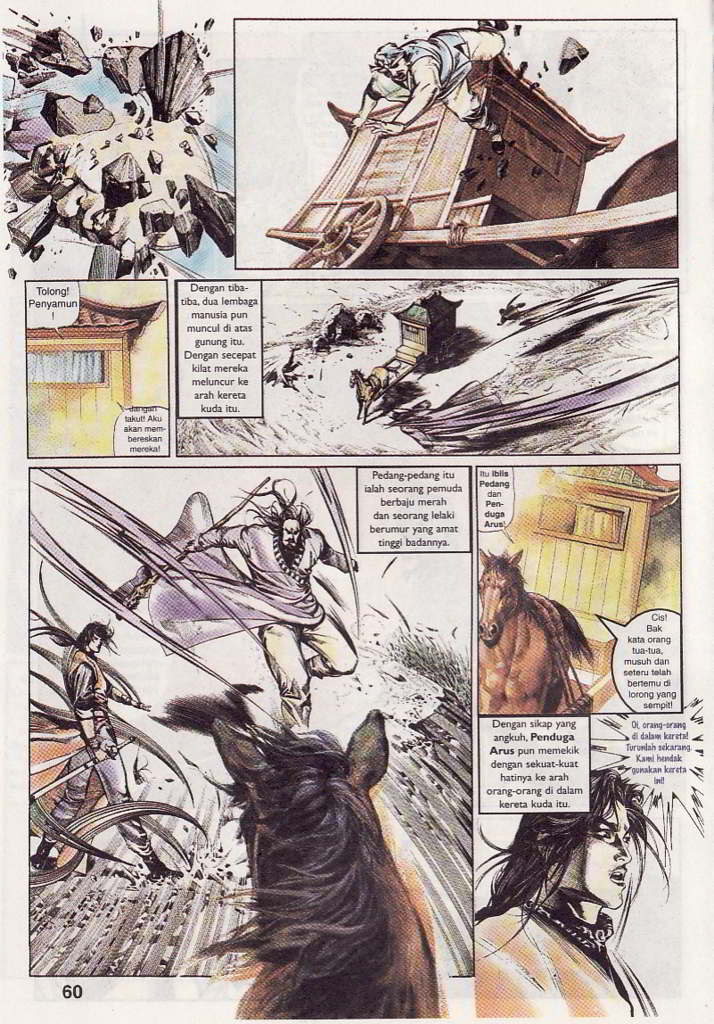 Tolong!
Penyamun
!
Jangan
takut! Aku
akan mem-
bereskan
mereka!
Dengan tiba-
tiba, dua lembaga
manusia pun
muncul di atas
gunung itu.
Dengan secepat
kilat mereka
meluncur ke
arah kereta
kuda itu.
Pedang-pedang itu
ialah seorang pemuda
berbaju merah
dan seorang lelaki
berumur yang amat
tinggi badannya.
Itu Iblis
Pedang
dan
Pen-
duga
Arus!
Cis!
Bak
kata orang
tua-tua,
musuh dan
seteru telah
bertemu di
lorong yang
sempit!
Dengan sikap yang
angkuh, Penduga
Arus pun memekik
dengan sekuat-kuat
hatinya ke arah
orang-orang di dalam
kereta kuda itu.
Oi, orang-orang
di dalam kereta!
Turunlah sekarang.
Kami hendak
gunakan kereta
ini!
60